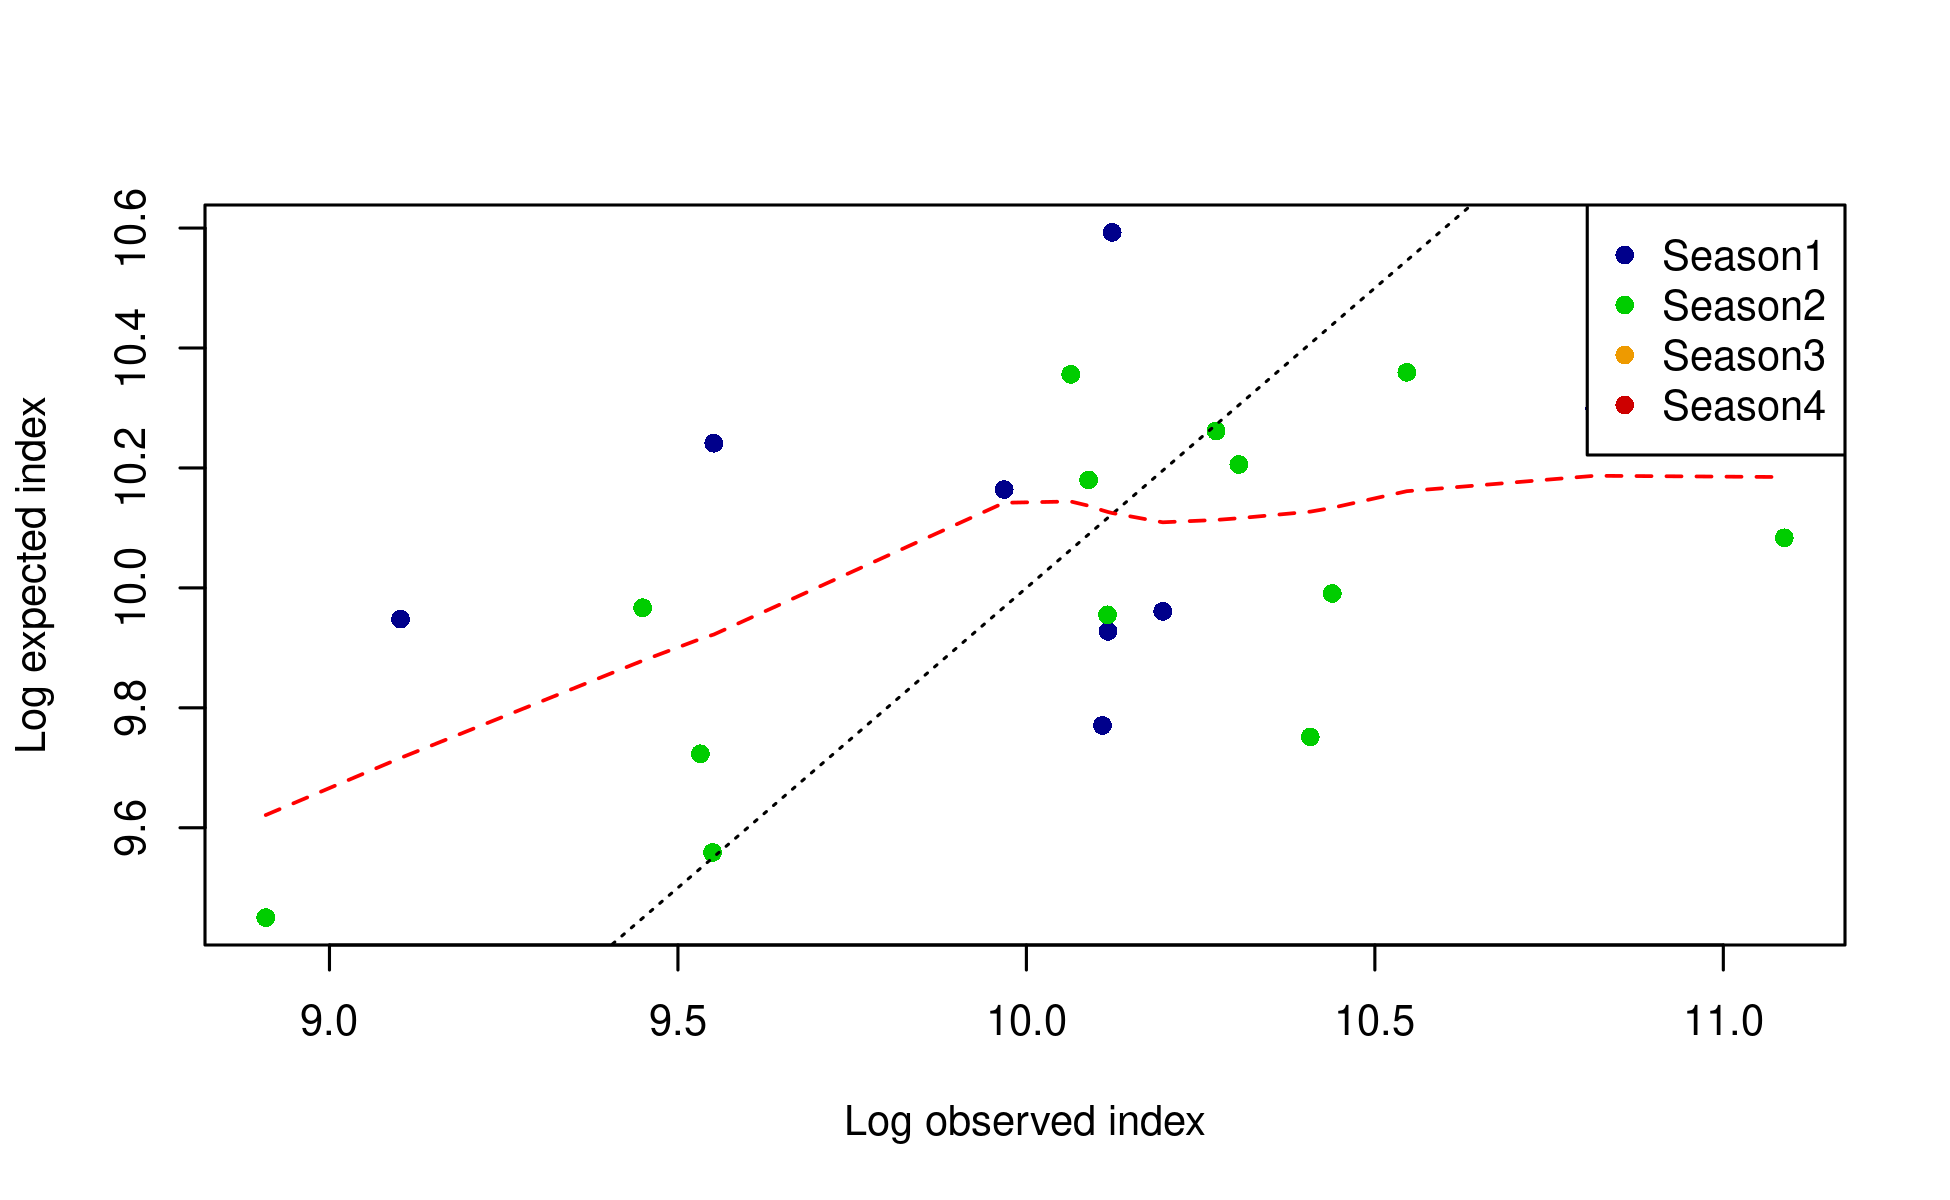 Log expected index
10.6
10.4
10.2
10.0
9.8
9.6
Season1
Season2
Season3
Season4
9.0 9.5 10.0 10.5 11.0
Log observed index